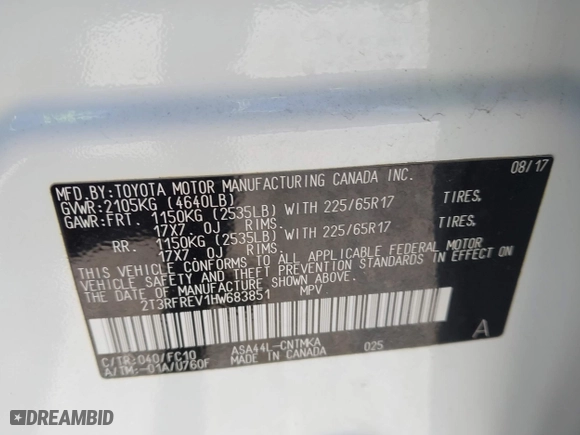 MFD.BY:TOYOTA MOTOR MANUFACTURING CANADA INC. 08/17
GVWR:2105KG (4640LB)
GAWR:FRT. 1150KG (2535LB) WITH 225/65R17 TIRES,
17X7. 0J RIMS.
RR. 1150KG (2535LB) WITH 225/65R17 TIRES,
17X7. 0J RIMS.
THIS VEHICLE CONFORMS TO ALL APPLICABLE FEDERAL MOTOR
VEHICLE SAFETY AND THEFT PREVENTION STANDARDS IN EFFECT
ON THE DATE OF MANUFACTURE SHOWN ABOVE.
2T3RFREV1HW683851 MPV
C/TR:040/FC10 ASA44L-CNTMKA 025 A
A/TM:-01A/U760F MADE IN CANADA
DREAMBID